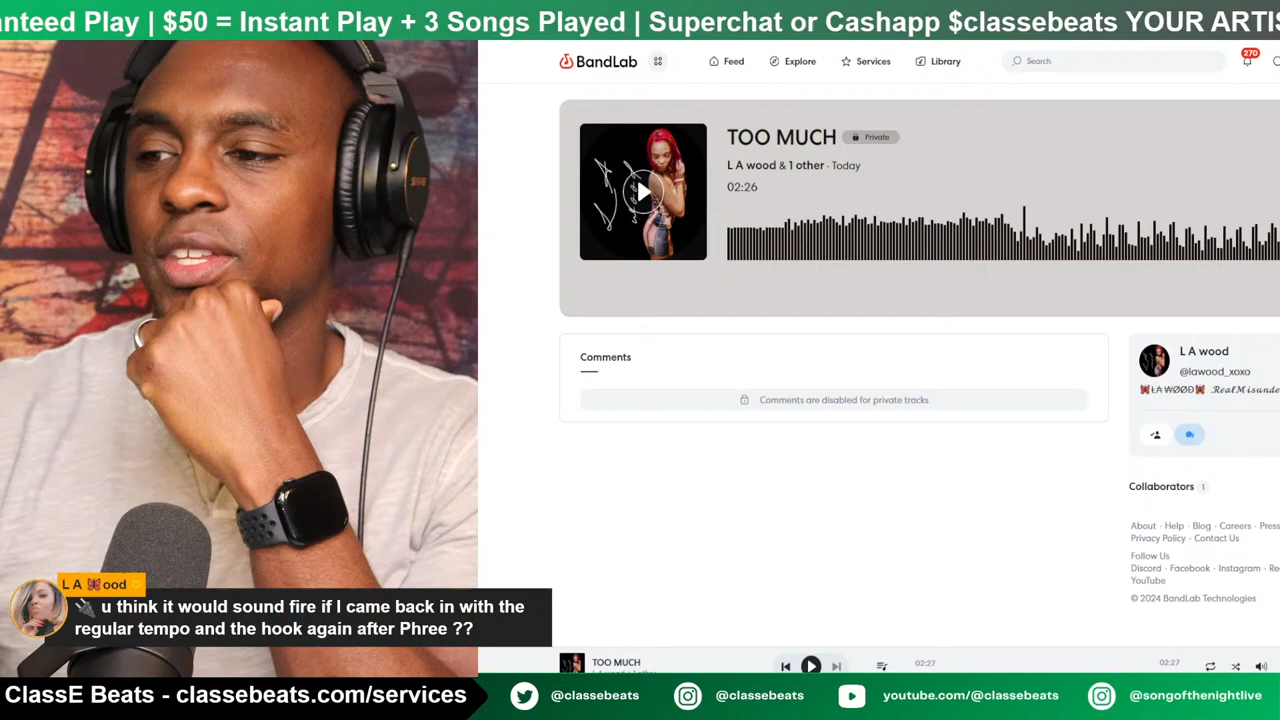 nteed Play | $50 = Instant Play + 3 Songs Played | Superchat or Cashapp $classebeats YOUR ARTIS
BandLab
Feed
Explore
Services
Library
Search
270
TOO MUCH
Private
L A wood & 1 other · Today
02:26
Comments
Comments are disabled for private tracks
L A wood
@lawood_xoxo
🦋ⱠȺ ₩ØØĐ🦋 .𝓡𝓮𝓪𝓵𝓜𝓲𝓼𝓾𝓷𝓭𝓮
Collaborators 1
About · Help · Blog · Careers · Press
Privacy Policy · Contact Us
Follow Us
Discord · Facebook · Instagram · Re
YouTube
© 2024 BandLab Technologies
L A 🦋ood
🔌 u think it would sound fire if I came back in with the
regular tempo and the hook again after Phree ??
TOO MUCH
02:27
02:27
ClassE Beats - classebeats.com/services
@classebeats
@classebeats
youtube.com/@classebeats
@songofthenightlive